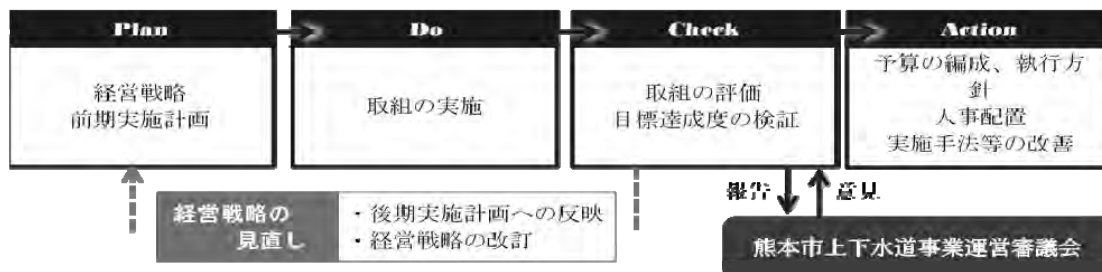 Plan
経営戦略
前期実施計画
Do
取組の実施
Check
取組の評価
目標達成度の検証
Action
予算の編成、執行方
針
人事配置
実施手法等の改善
経営戦略の
見直し
・後期実施計画への反映
・経営戦略の改訂
報告
意見
熊本市上下水道事業運営審議会